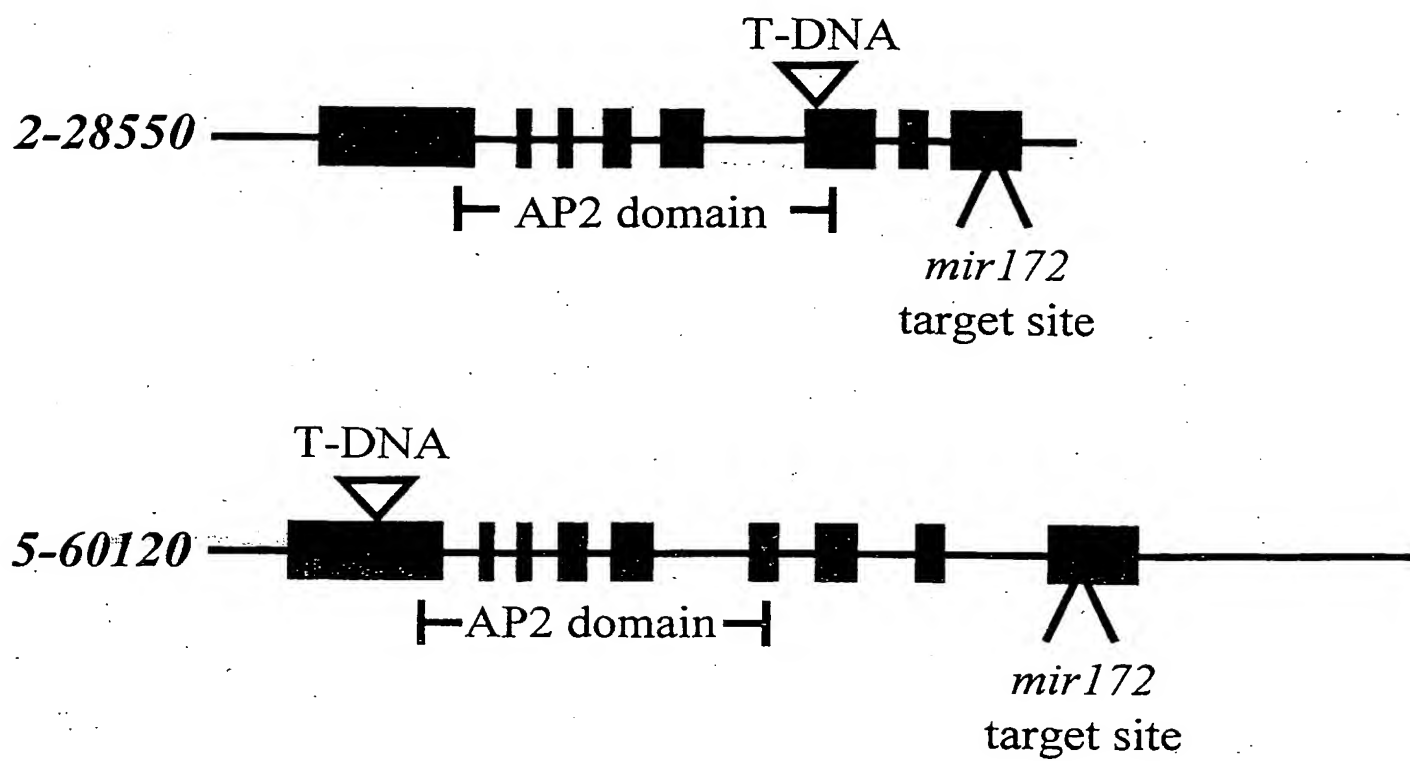 T-DNA
2-28550
AP2 domain
mir172
target site
T-DNA
5-60120
AP2 domain
mir172
target site